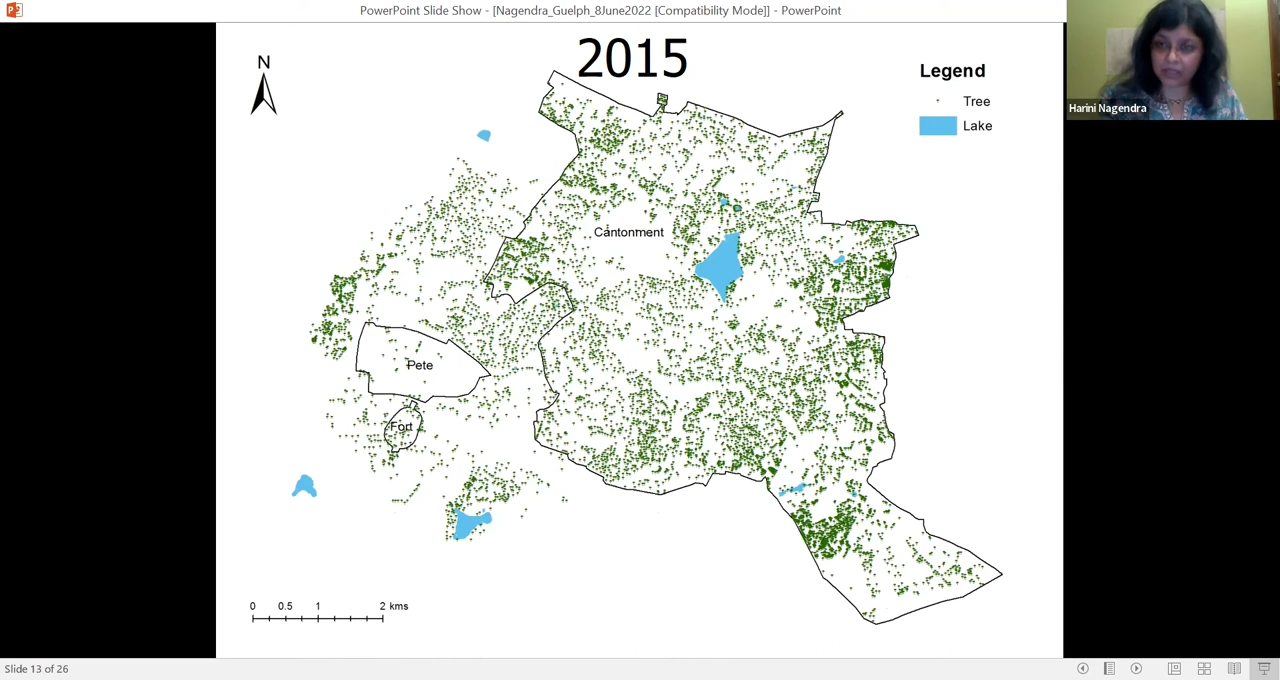 PowerPoint Slide Show - [Nagendra_Guelph_8June2022 [Compatibility Mode]] - PowerPoint
2015
N
Legend
Tree
Lake
Harini Nagendra
Cantonment
Pete
Fort
0 0.5 1 2 kms
Slide 13 of 26